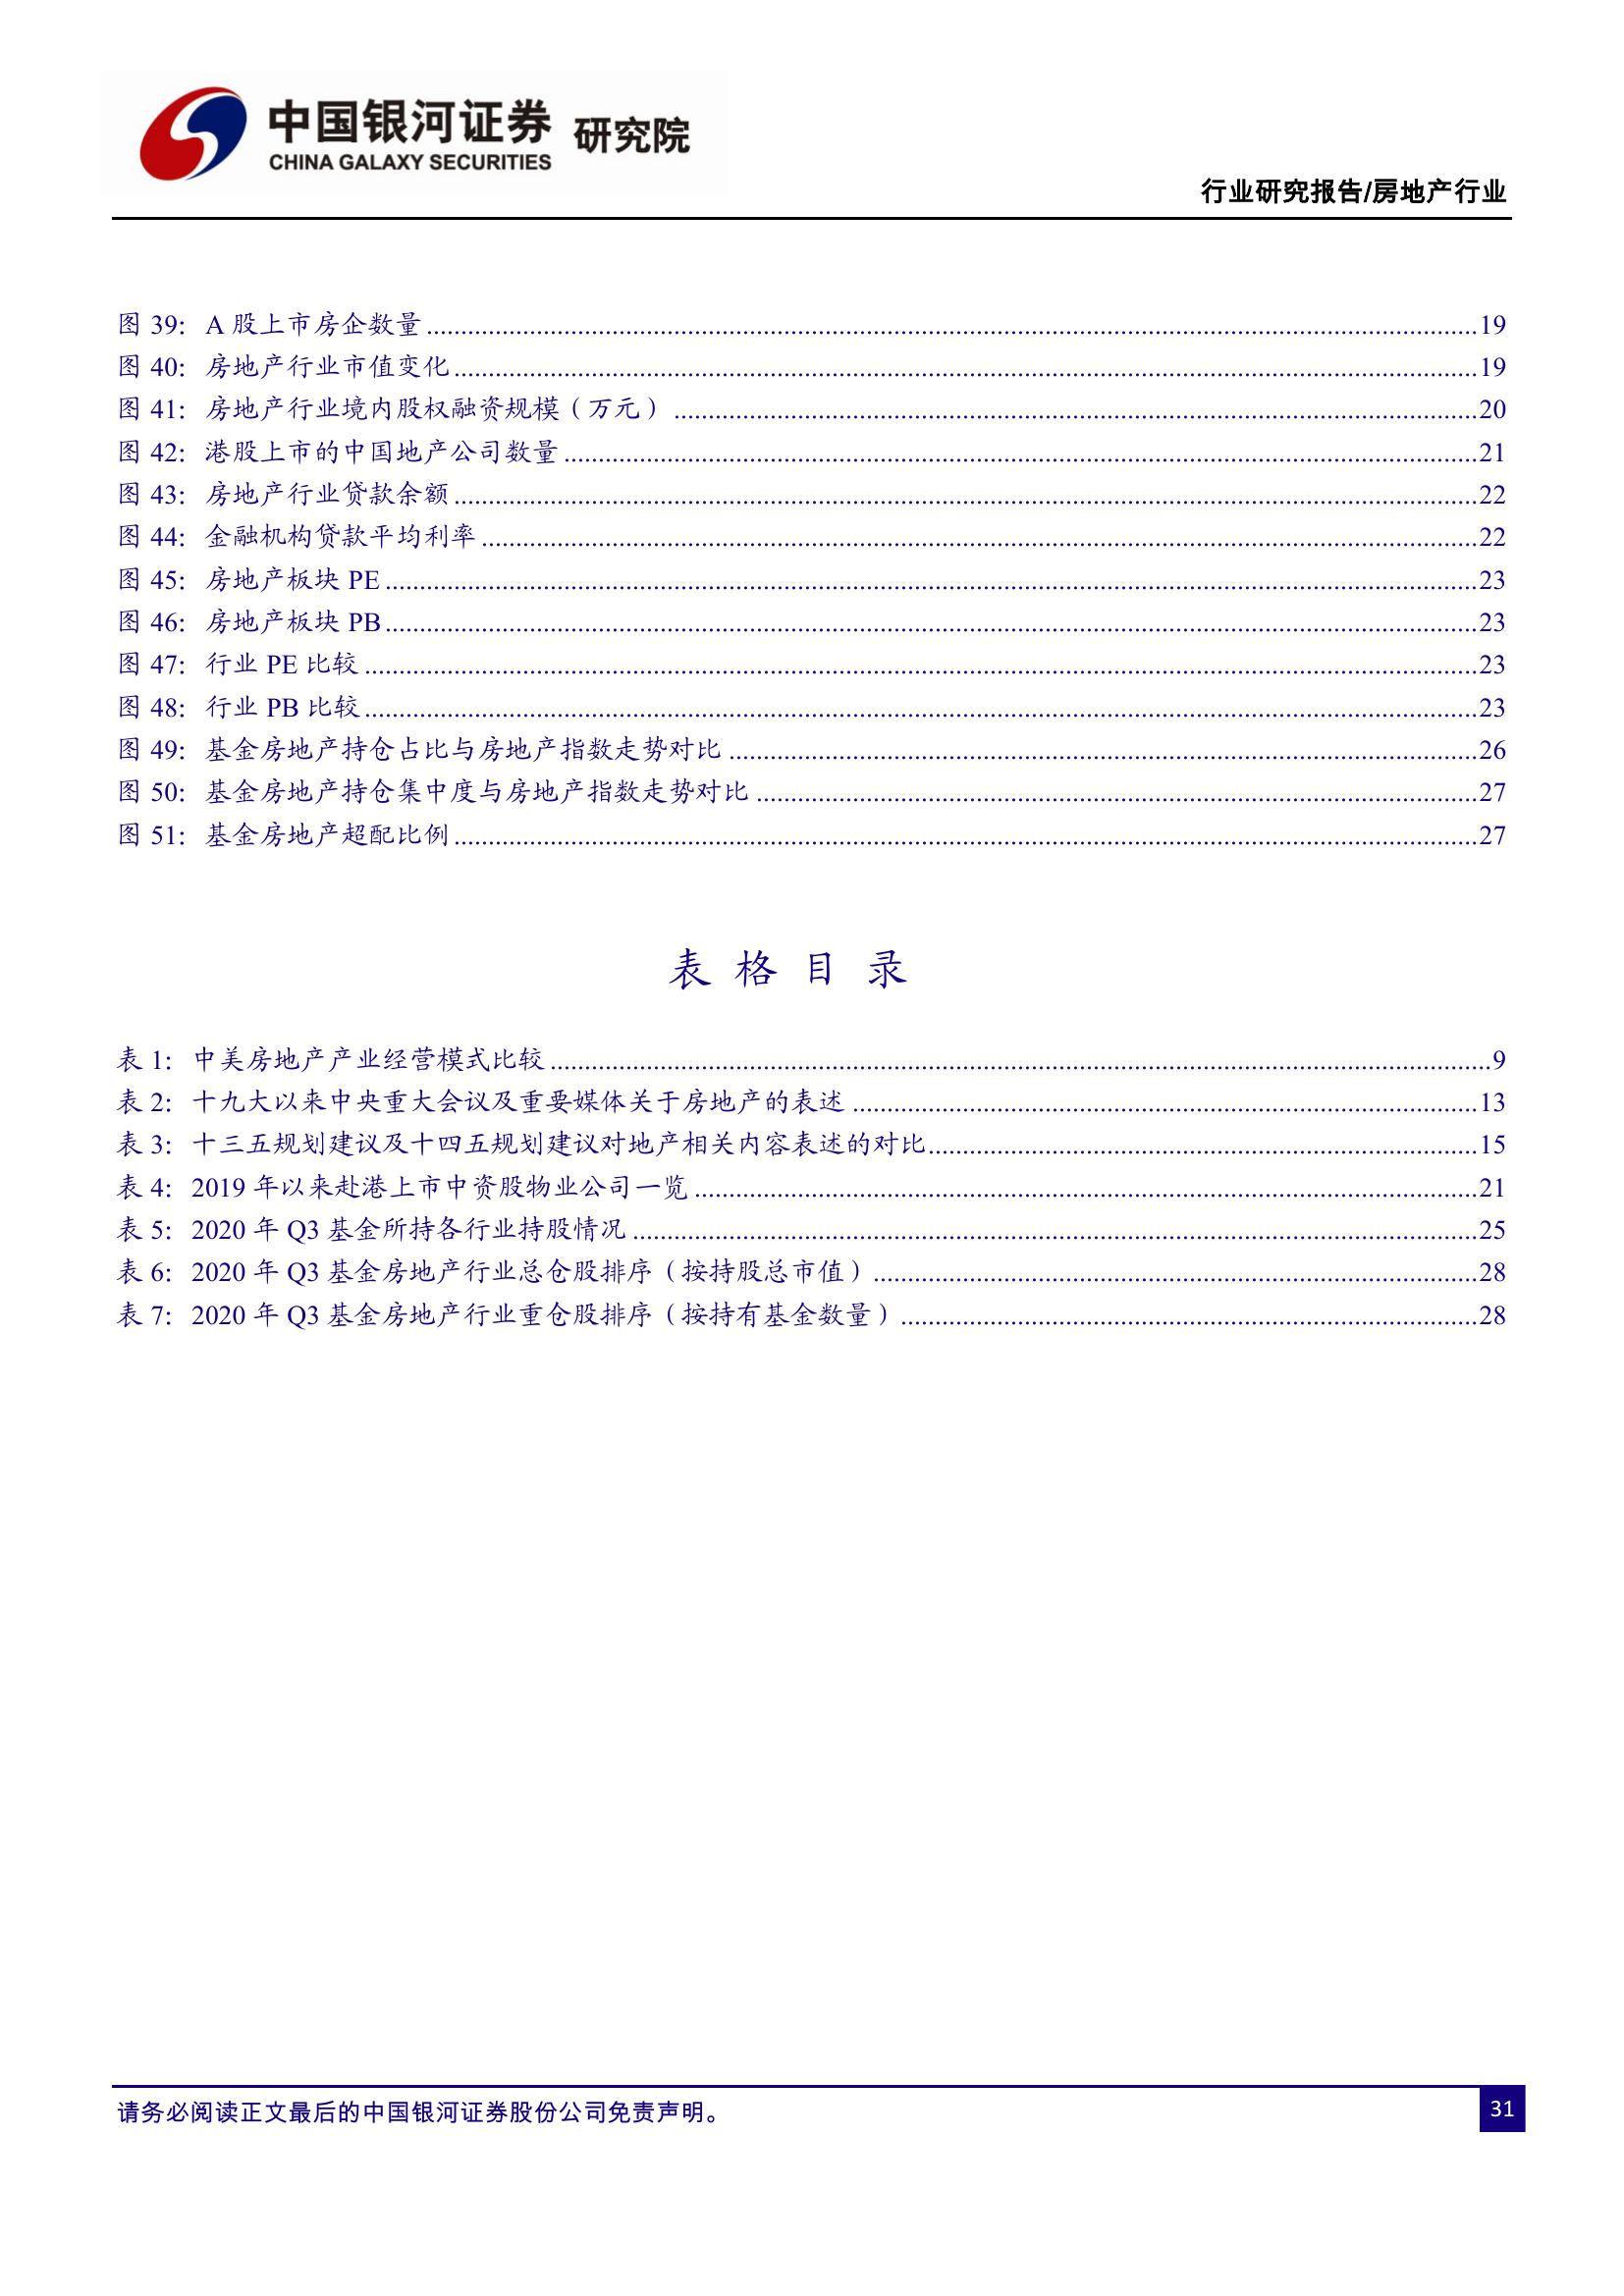 中国银河证券 研究院
CHINA GALAXY SECURITIES
行业研究报告/房地产行业
图 39: A 股上市房企数量......19
图 40: 房地产行业市值变化......19
图 41: 房地产行业境内股权融资规模（万元）......20
图 42: 港股上市的中国地产公司数量......21
图 43: 房地产行业贷款余额......22
图 44: 金融机构贷款平均利率......22
图 45: 房地产板块 PE......23
图 46: 房地产板块 PB......23
图 47: 行业 PE 比较......23
图 48: 行业 PB 比较......23
图 49: 基金房地产持仓占比与房地产指数走势对比......26
图 50: 基金房地产持仓集中度与房地产指数走势对比......27
图 51: 基金房地产超配比例......27
表 格 目 录
表 1: 中美房地产产业经营模式比较......9
表 2: 十九大以来中央重大会议及重要媒体关于房地产的表述......13
表 3: 十三五规划建议及十四五规划建议对地产相关内容表述的对比......15
表 4: 2019 年以来赴港上市中资股物业公司一览......21
表 5: 2020 年 Q3 基金所持各行业持股情况......25
表 6: 2020 年 Q3 基金房地产行业总仓股排序（按持股总市值）......28
表 7: 2020 年 Q3 基金房地产行业重仓股排序（按持有基金数量）......28
请务必阅读正文最后的中国银河证券股份公司免责声明。
31